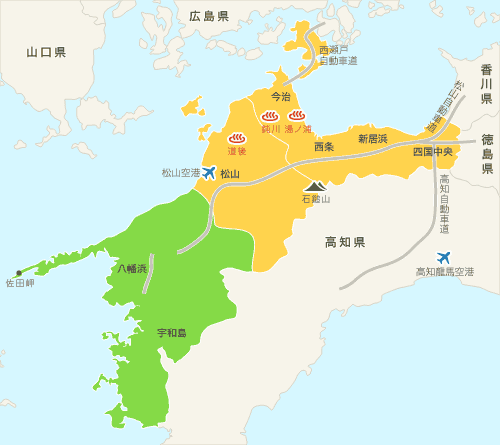 広島県
山口県
西瀬戸
自動車道
香川県
松山自動車道
今治
鈍川
湯ノ浦
道後
新居浜
西条
四国中央
徳島県
松山空港
松山
石鎚山
高知自動車道
高知県
八幡浜
高知龍馬空港
佐田岬
宇和島